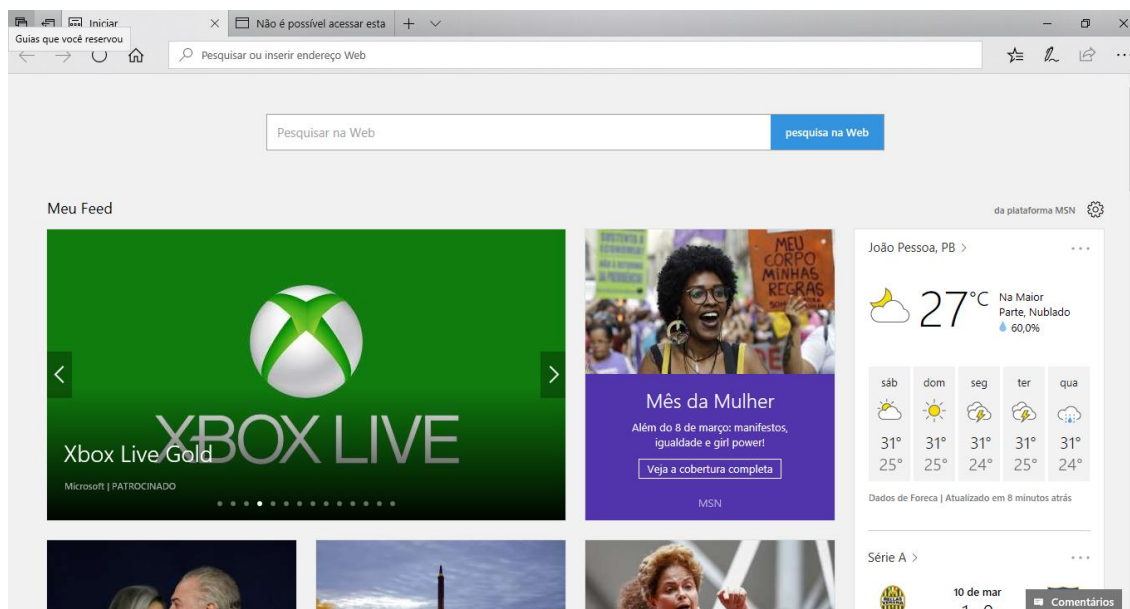 Iniciar
Não é possível acessar esta
Guias que você reservou
Pesquisar ou inserir endereço Web
Pesquisar na Web
pesquisa na Web
Meu Feed
da plataforma MSN
XBOX LIVE
Xbox Live Gold
Microsoft | PATROCINADO
SUSTENTA O
ECONOMIA!
MEU
CORPO
MINHAS
REGRAS
Mês da Mulher
Além do 8 de março: manifestos,
igualdade e girl power!
Veja a cobertura completa
MSN
João Pessoa, PB >
27°C
Na Maior
Parte, Nublado
60,0%
sáb dom seg ter qua
31° 31° 31° 31° 31°
25° 25° 24° 25° 24°
Dados de Foreca | Atualizado em 8 minutos atrás
Série A >
10 de mar
Comentários